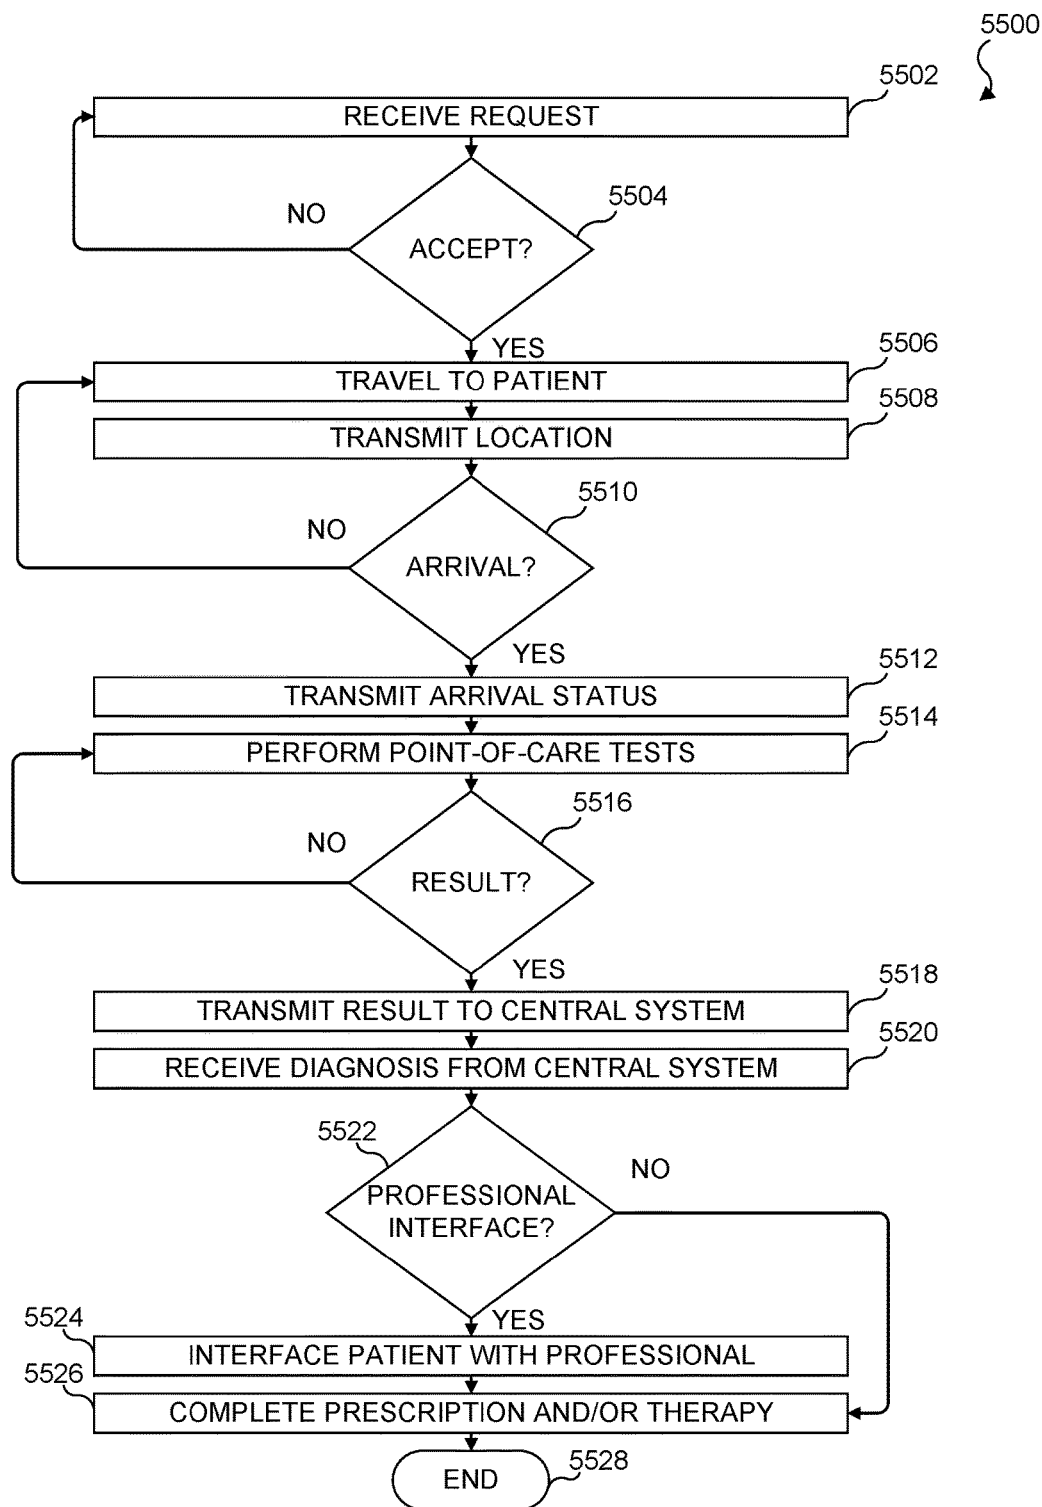 5500
5502
RECEIVE REQUEST
NO
5504
ACCEPT?
YES
5506
TRAVEL TO PATIENT
5508
TRANSMIT LOCATION
5510
NO
ARRIVAL?
YES
5512
TRANSMIT ARRIVAL STATUS
5514
PERFORM POINT-OF-CARE TESTS
5516
NO
RESULT?
YES
5518
TRANSMIT RESULT TO CENTRAL SYSTEM
5520
RECEIVE DIAGNOSIS FROM CENTRAL SYSTEM
5522
NO
PROFESSIONAL
INTERFACE?
YES
5524
INTERFACE PATIENT WITH PROFESSIONAL
5526
COMPLETE PRESCRIPTION AND/OR THERAPY
END
5528